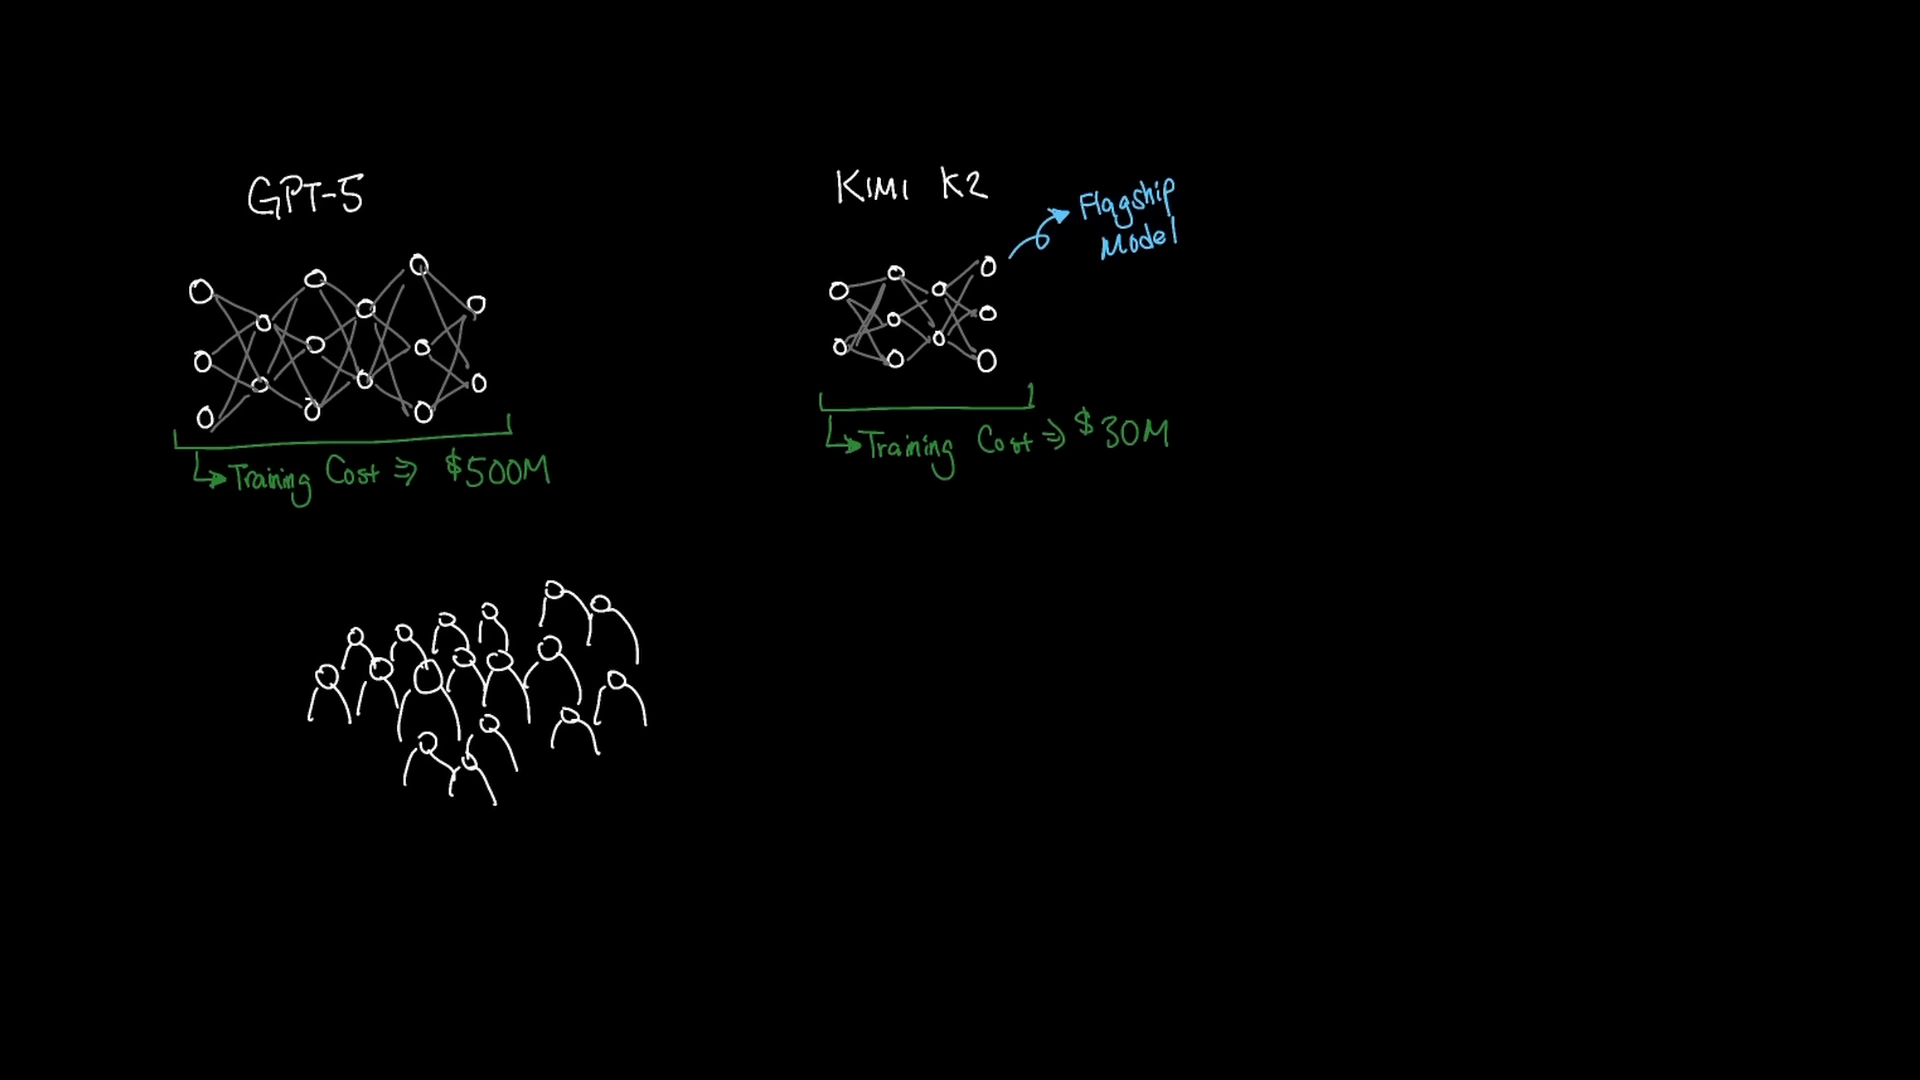 GPT-5
Training Cost ⇒ $500M
KIMI K2
Flagship
Model
Training Cost ⇒ $30M